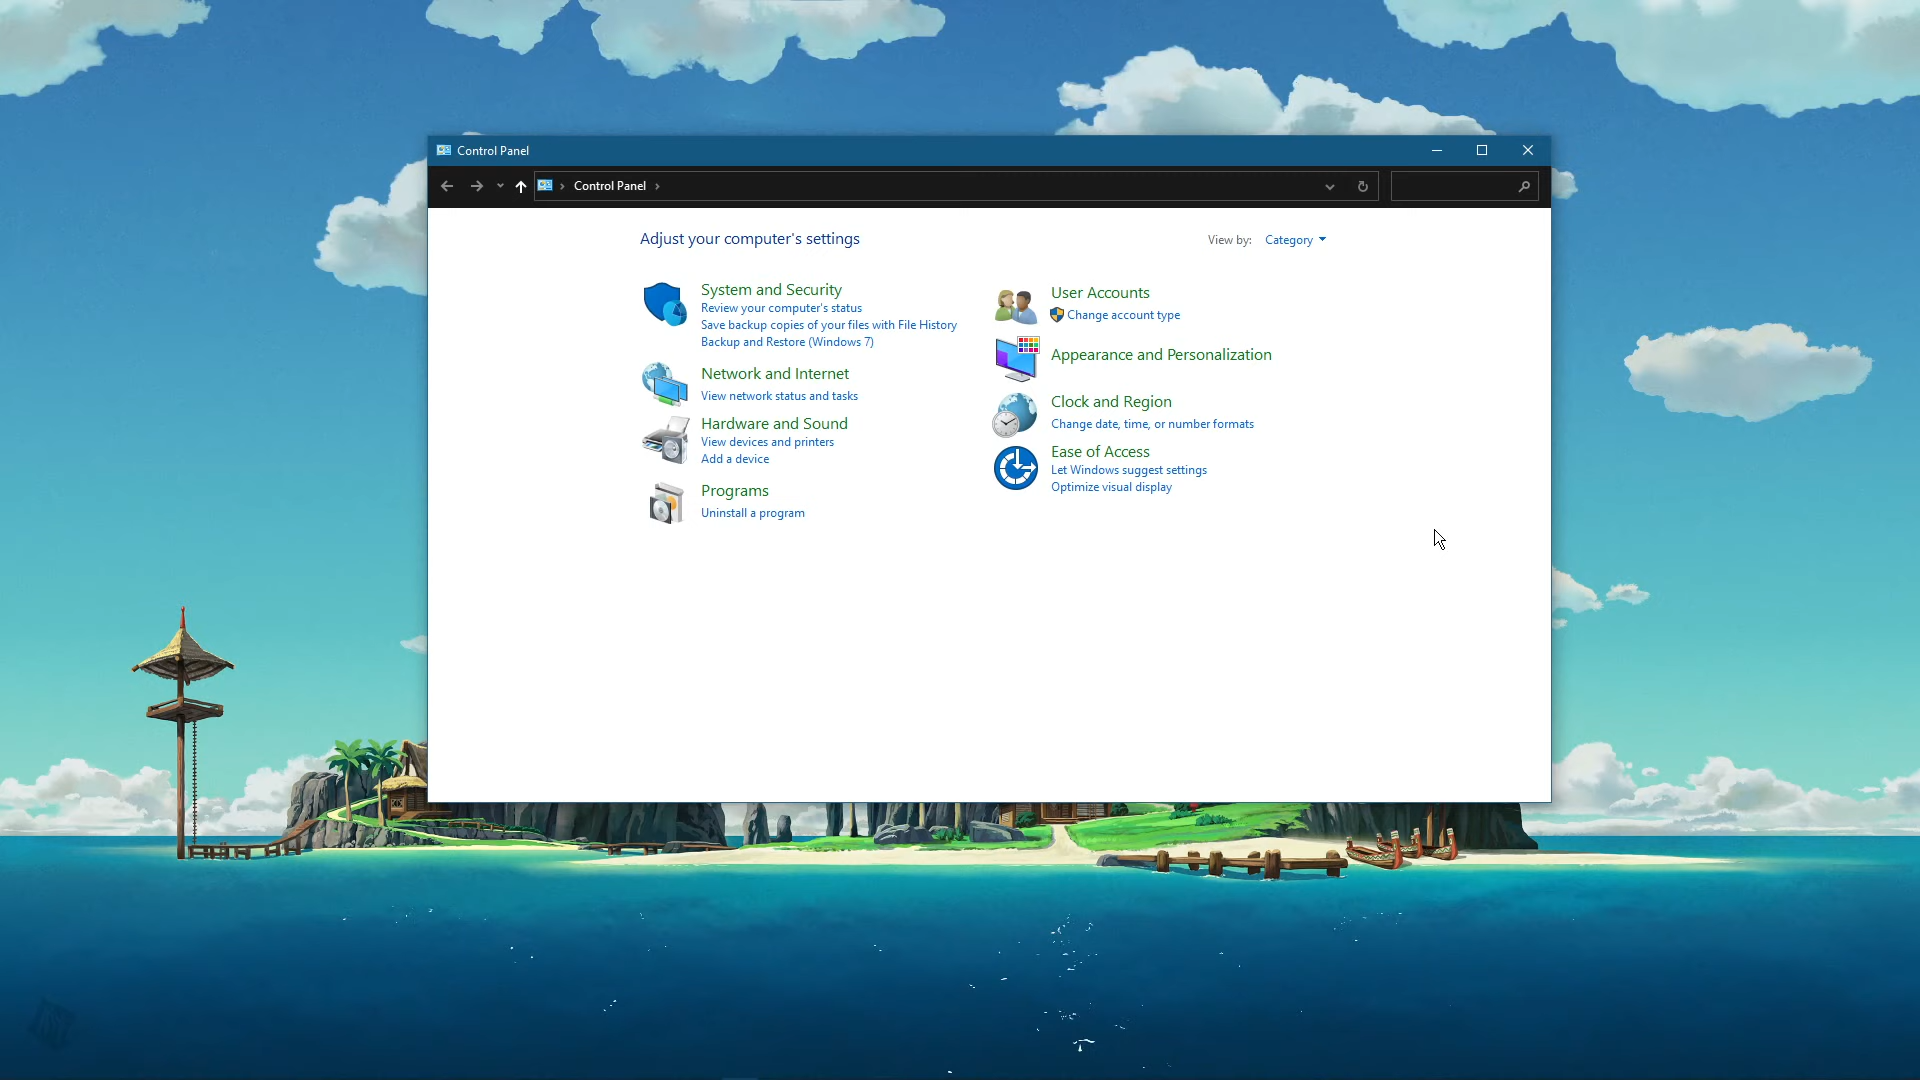 Control Panel
Control Panel
Adjust your computer's settings
View by: Category
System and Security
Review your computer's status
Save backup copies of your files with File History
Backup and Restore (Windows 7)
Network and Internet
View network status and tasks
Hardware and Sound
View devices and printers
Add a device
Programs
Uninstall a program
User Accounts
Change account type
Appearance and Personalization
Clock and Region
Change date, time, or number formats
Ease of Access
Let Windows suggest settings
Optimize visual display